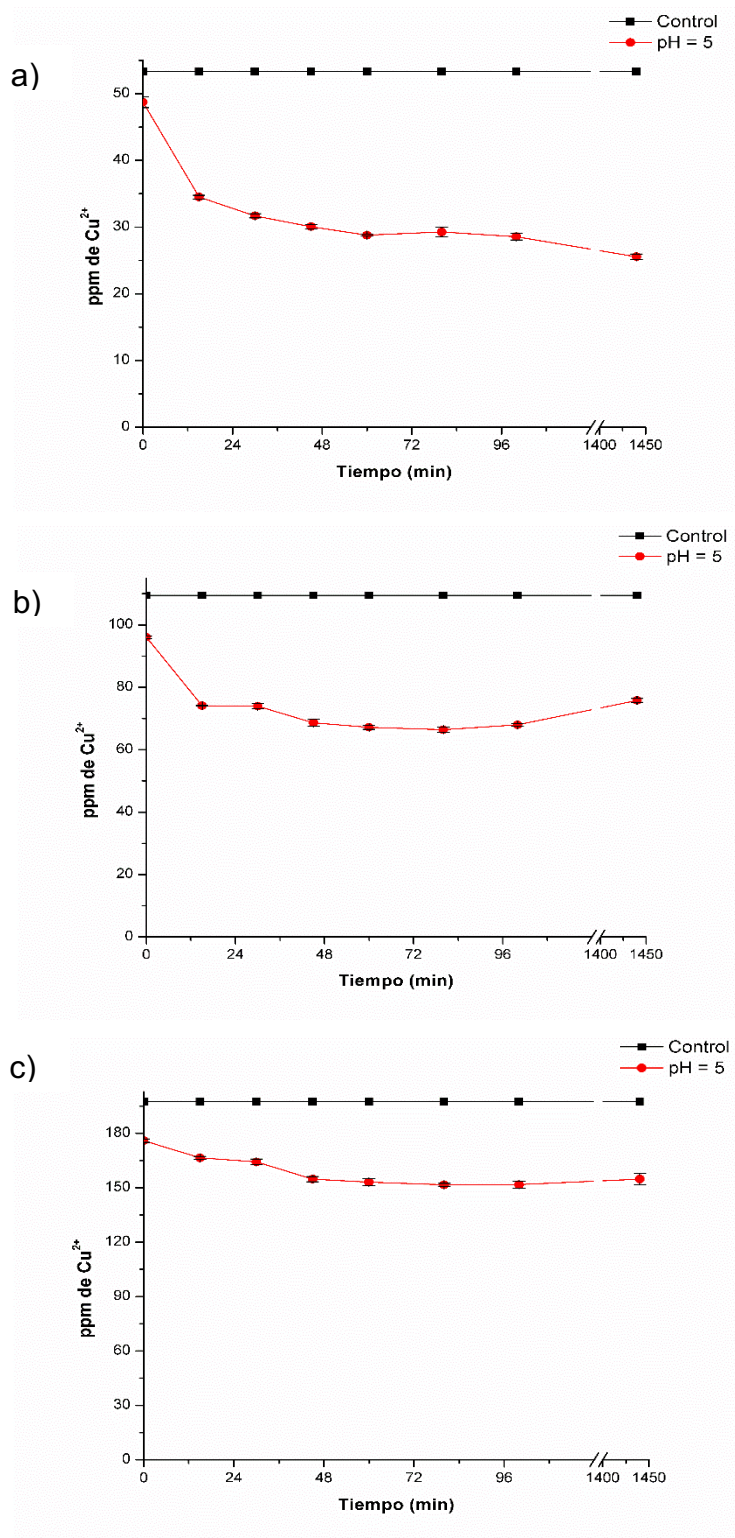 Control
pH = 5
a)
50
40
30
20
10
0
ppm de Cu²⁺
0 24 48 72 96 1400 1450
Tiempo (min)
Control
pH = 5
b)
100
80
60
40
20
0
ppm de Cu²⁺
0 24 48 72 96 1400 1450
Tiempo (min)
Control
pH = 5
c)
180
150
120
90
60
30
0
ppm de Cu²⁺
0 24 48 72 96 1400 1450
Tiempo (min)